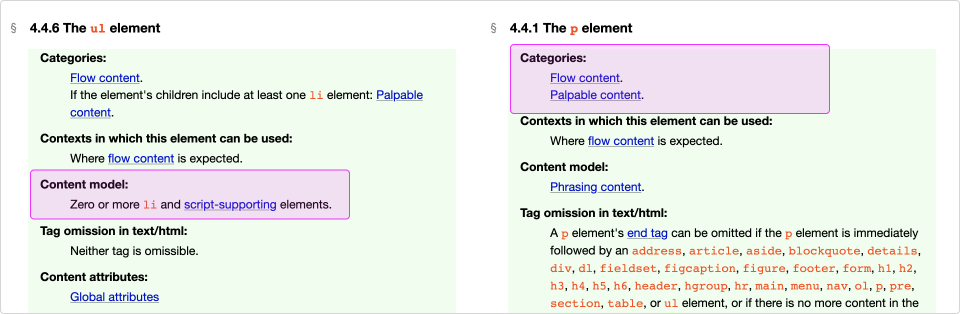 § 4.4.6 The ul element
Categories:
Flow content.
If the element's children include at least one li element: Palpable
content.
Contexts in which this element can be used:
Where flow content is expected.
Content model:
Zero or more li and script-supporting elements.
Tag omission in text/html:
Neither tag is omissible.
Content attributes:
Global attributes
§ 4.4.1 The p element
Categories:
Flow content.
Palpable content.
Contexts in which this element can be used:
Where flow content is expected.
Content model:
Phrasing content.
Tag omission in text/html:
A p element's end tag can be omitted if the p element is immediately
followed by an address, article, aside, blockquote, details,
div, dl, fieldset, figcaption, figure, footer, form, h1, h2,
h3, h4, h5, h6, header, hgroup, hr, main, menu, nav, ol, p, pre,
section, table, or ul element, or if there is no more content in the